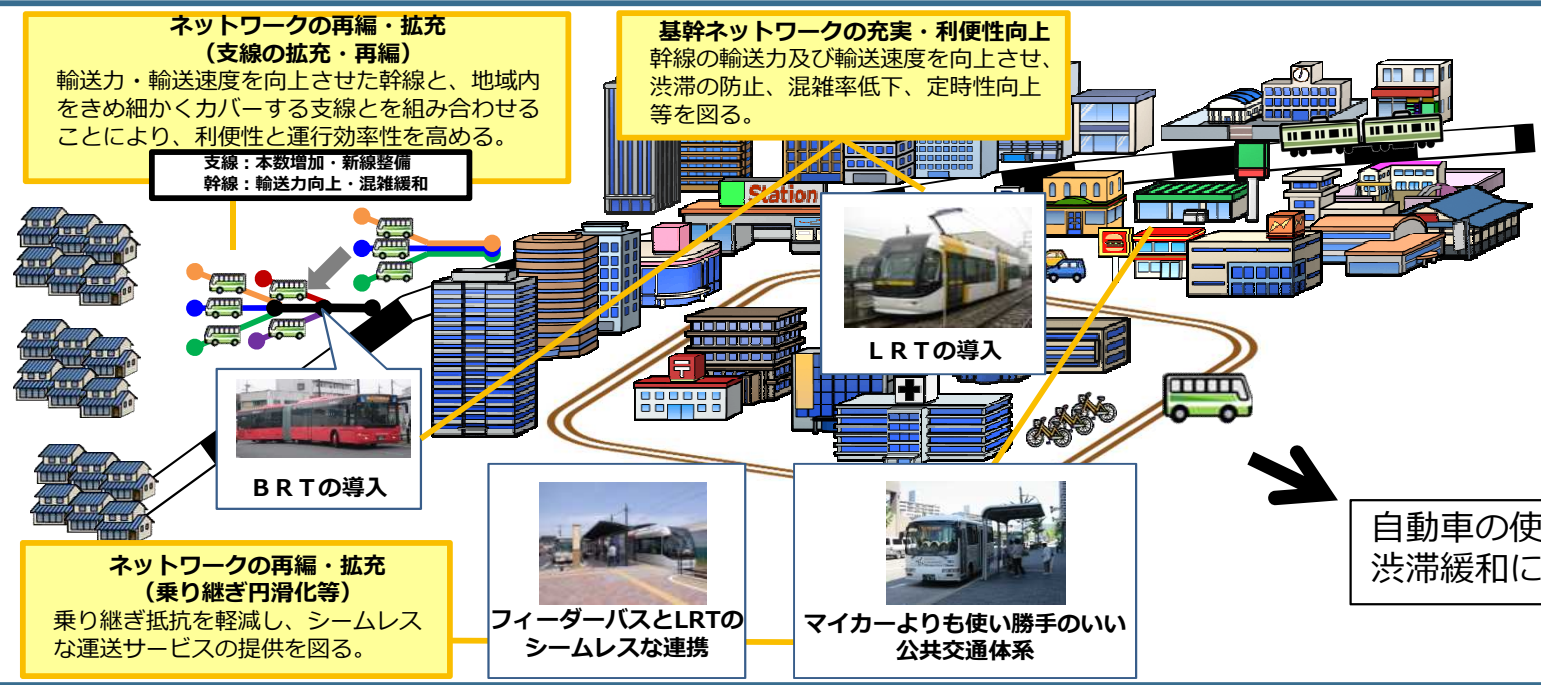 ネットワークの再編・拡充
（支線の拡充・再編）
輸送力・輸送速度を向上させた幹線と、地域内
をきめ細かくカバーする支線とを組み合わせる
ことにより、利便性と運行効率性を高める。
支線：本数増加・新線整備
幹線：輸送力向上・混雑緩和
基幹ネットワークの充実・利便性向上
幹線の輸送力及び輸送速度を向上させ、
渋滞の防止、混雑率低下、定時性向上
等を図る。
Station
ＬＲＴの導入
ＢＲＴの導入
ネットワークの再編・拡充
（乗り継ぎ円滑化等）
乗り継ぎ抵抗を軽減し、シームレス
な運送サービスの提供を図る。
フィーダーバスとLRTの
シームレスな連携
マイカーよりも使い勝手のいい
公共交通体系
自動車の使
渋滞緩和に